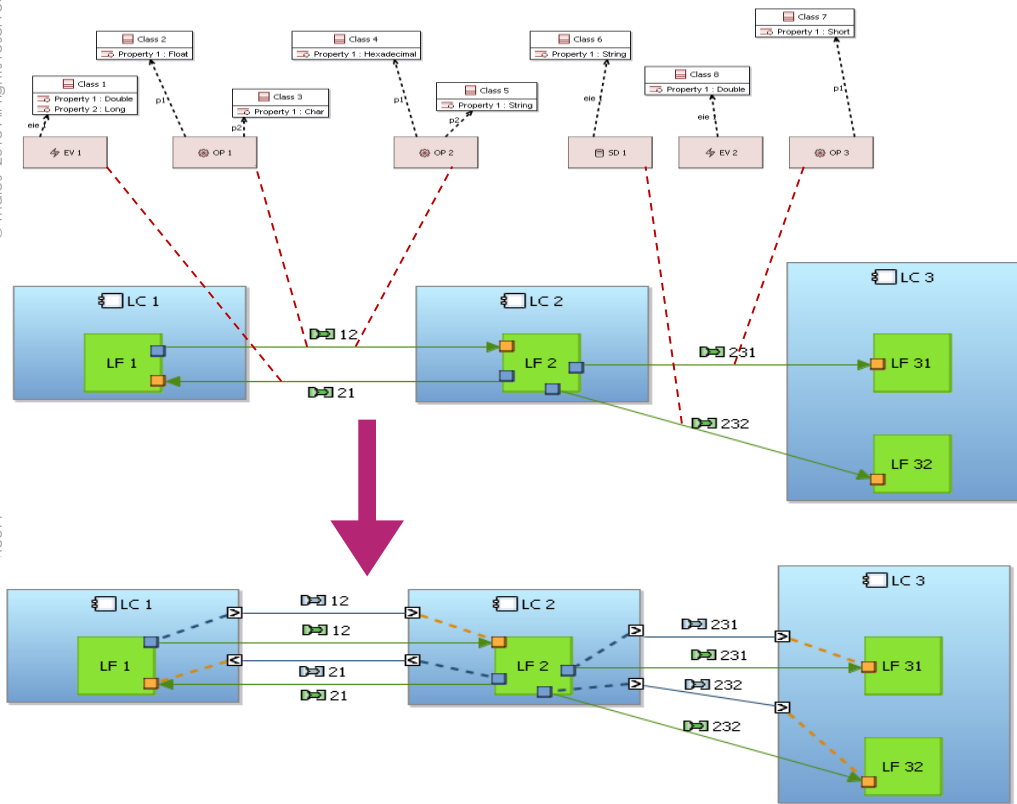 Class 7
Property 1 : Short
Class 2
Property 1 : Float
Class 4
Property 1 : Hexadecimal
Class 6
Property 1 : String
Class 1
Property 1 : Double
Property 2 : Long
Class 3
Property 1 : Char
Class 5
Property 1 : String
Class 8
Property 1 : Double
eie
p1
p2
p1
p2
eie
eie
p1
EV 1
OP 1
OP 2
SD 1
EV 2
OP 3
LC 1
LC 2
LC 3
12
LF 1
LF 2
231
LF 31
21
232
LF 32
LC 1
LC 2
LC 3
12
12
231
LF 1
LF 2
231
LF 31
21
232
21
232
LF 32